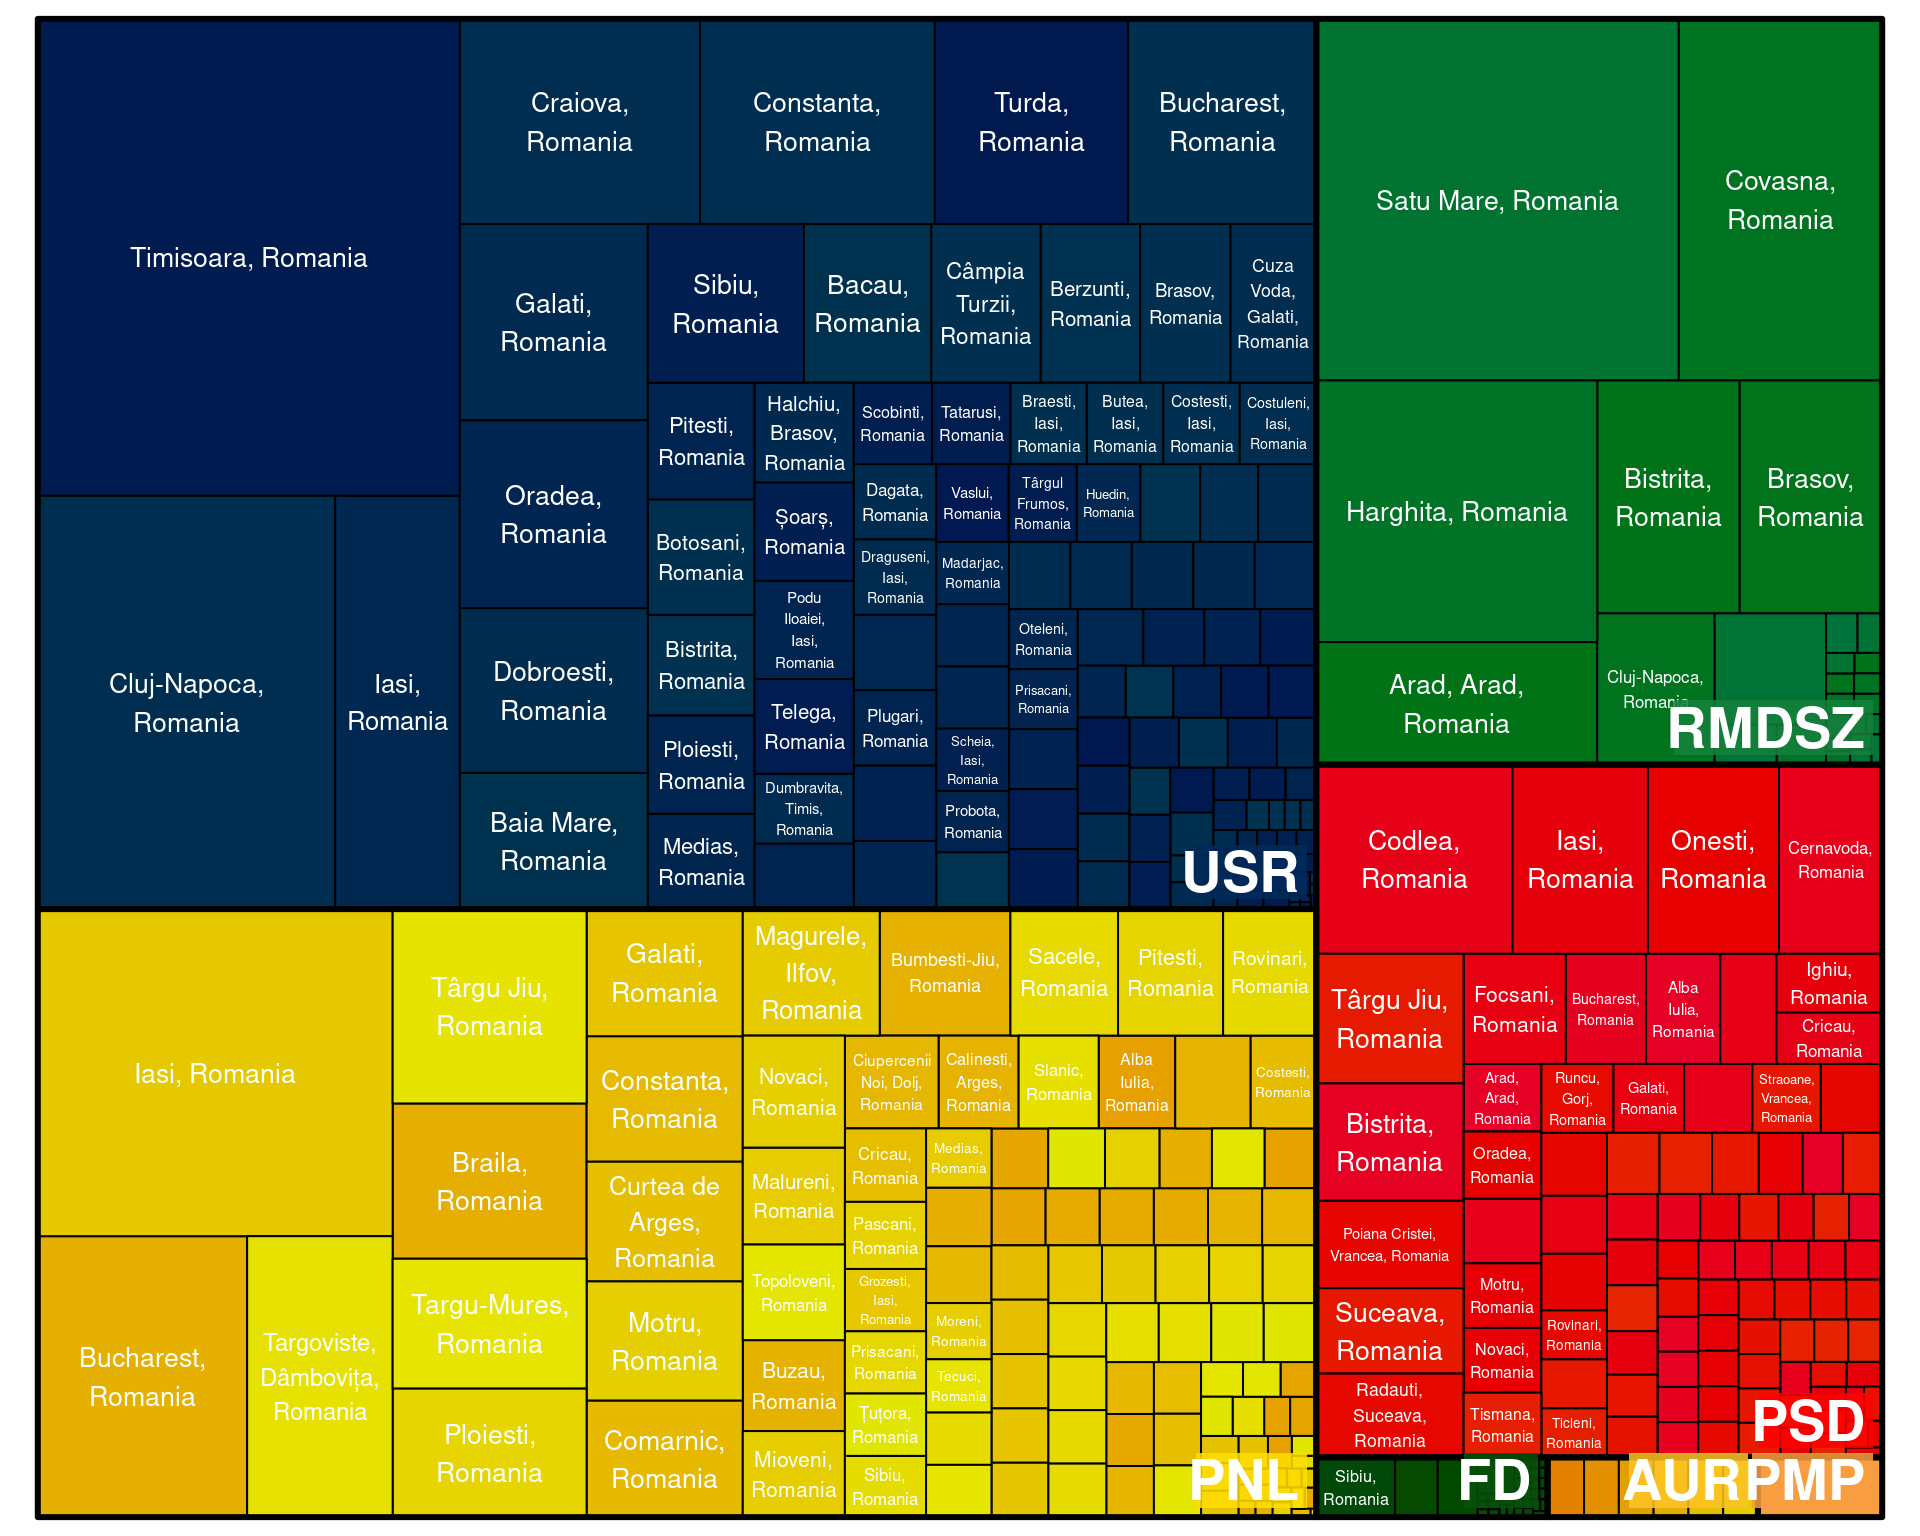 Timisoara, Romania
Craiova,
Romania
Constanta,
Romania
Turda,
Romania
Bucharest,
Romania
Galati,
Romania
Sibiu,
Romania
Bacau,
Romania
Câmpia
Turzii,
Romania
Berzunti,
Romania
Brasov,
Romania
Cuza
Voda,
Galati,
Romania
Cluj-Napoca,
Romania
Iasi,
Romania
Oradea,
Romania
Dobroesti,
Romania
Baia Mare,
Romania
Pitesti,
Romania
Botosani,
Romania
Bistrita,
Romania
Ploiesti,
Romania
Medias,
Romania
Halchiu,
Brasov,
Romania
Șoarș,
Romania
Podu
Iloaiei,
Iasi,
Romania
Telega,
Romania
Dumbravita,
Timis,
Romania
Scobinti,
Romania
Tatarusi,
Romania
Braesti,
Iasi,
Romania
Butea,
Iasi,
Romania
Costesti,
Iasi,
Romania
Costuleni,
Iasi,
Romania
Dagata,
Romania
Draguseni,
Iasi,
Romania
Plugari,
Romania
Vaslui,
Romania
Târgul
Frumos,
Romania
Huedin,
Romania
Madarjac,
Romania
Oteleni,
Romania
Prisacani,
Romania
Scheia,
Iasi,
Romania
Probota,
Romania
USR
Satu Mare, Romania
Covasna,
Romania
Harghita, Romania
Bistrita,
Romania
Brasov,
Romania
Arad, Arad,
Romania
Cluj-Napoca,
Romania
RMDSZ
Iasi, Romania
Bucharest,
Romania
Targoviste,
Dâmbovița,
Romania
Târgu Jiu,
Romania
Braila,
Romania
Targu-Mures,
Romania
Ploiesti,
Romania
Galati,
Romania
Constanta,
Romania
Curtea de
Arges,
Romania
Motru,
Romania
Comarnic,
Romania
Magurele,
Ilfov,
Romania
Bumbesti-Jiu,
Romania
Sacele,
Romania
Pitesti,
Romania
Rovinari,
Romania
Novaci,
Romania
Malureni,
Romania
Topoloveni,
Romania
Buzau,
Romania
Mioveni,
Romania
Ciupercenii
Noi, Dolj,
Romania
Calinesti,
Arges,
Romania
Slanic,
Romania
Alba
Iulia,
Romania
Costesti,
Romania
Cricau,
Romania
Pascani,
Romania
Grozesti,
Iasi,
Romania
Prisacani,
Romania
Țuțora,
Romania
Sibiu,
Romania
Medias,
Romania
Moreni,
Romania
Tecuci,
Romania
PNL
Codlea,
Romania
Iasi,
Romania
Onesti,
Romania
Cernavoda,
Romania
Târgu Jiu,
Romania
Bistrita,
Romania
Poiana Cristei,
Vrancea, Romania
Suceava,
Romania
Radauti,
Suceava,
Romania
Focsani,
Romania
Bucharest,
Romania
Alba
Iulia,
Romania
Ighiu,
Romania
Cricau,
Romania
Arad,
Arad,
Romania
Runcu,
Gorj,
Romania
Galati,
Romania
Straoane,
Vrancea,
Romania
Oradea,
Romania
Motru,
Romania
Novaci,
Romania
Tismana,
Romania
Rovinari,
Romania
Ticleni,
Romania
PSD
Sibiu,
Romania
FD
AUR
PMP